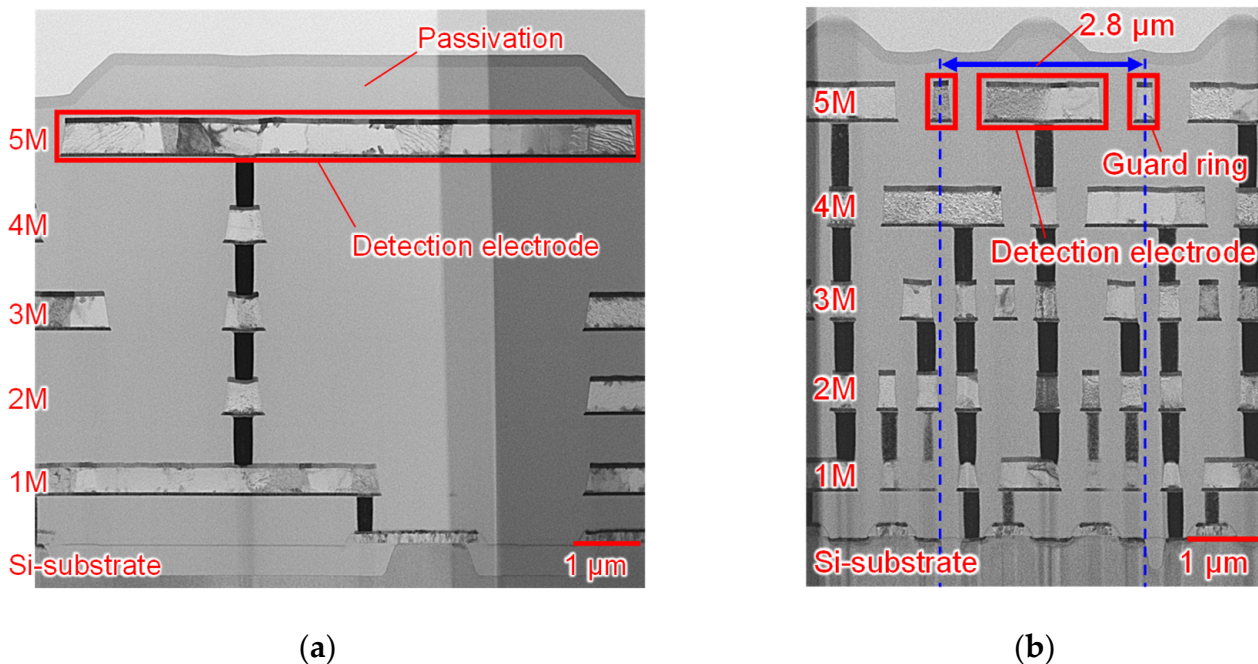 Passivation
5M
4M
Detection electrode
3M
2M
1M
Si-substrate
1 μm
(a)
2.8 μm
5M
Guard ring
4M
Detection electrode
3M
2M
1M
Si-substrate
1 μm
(b)